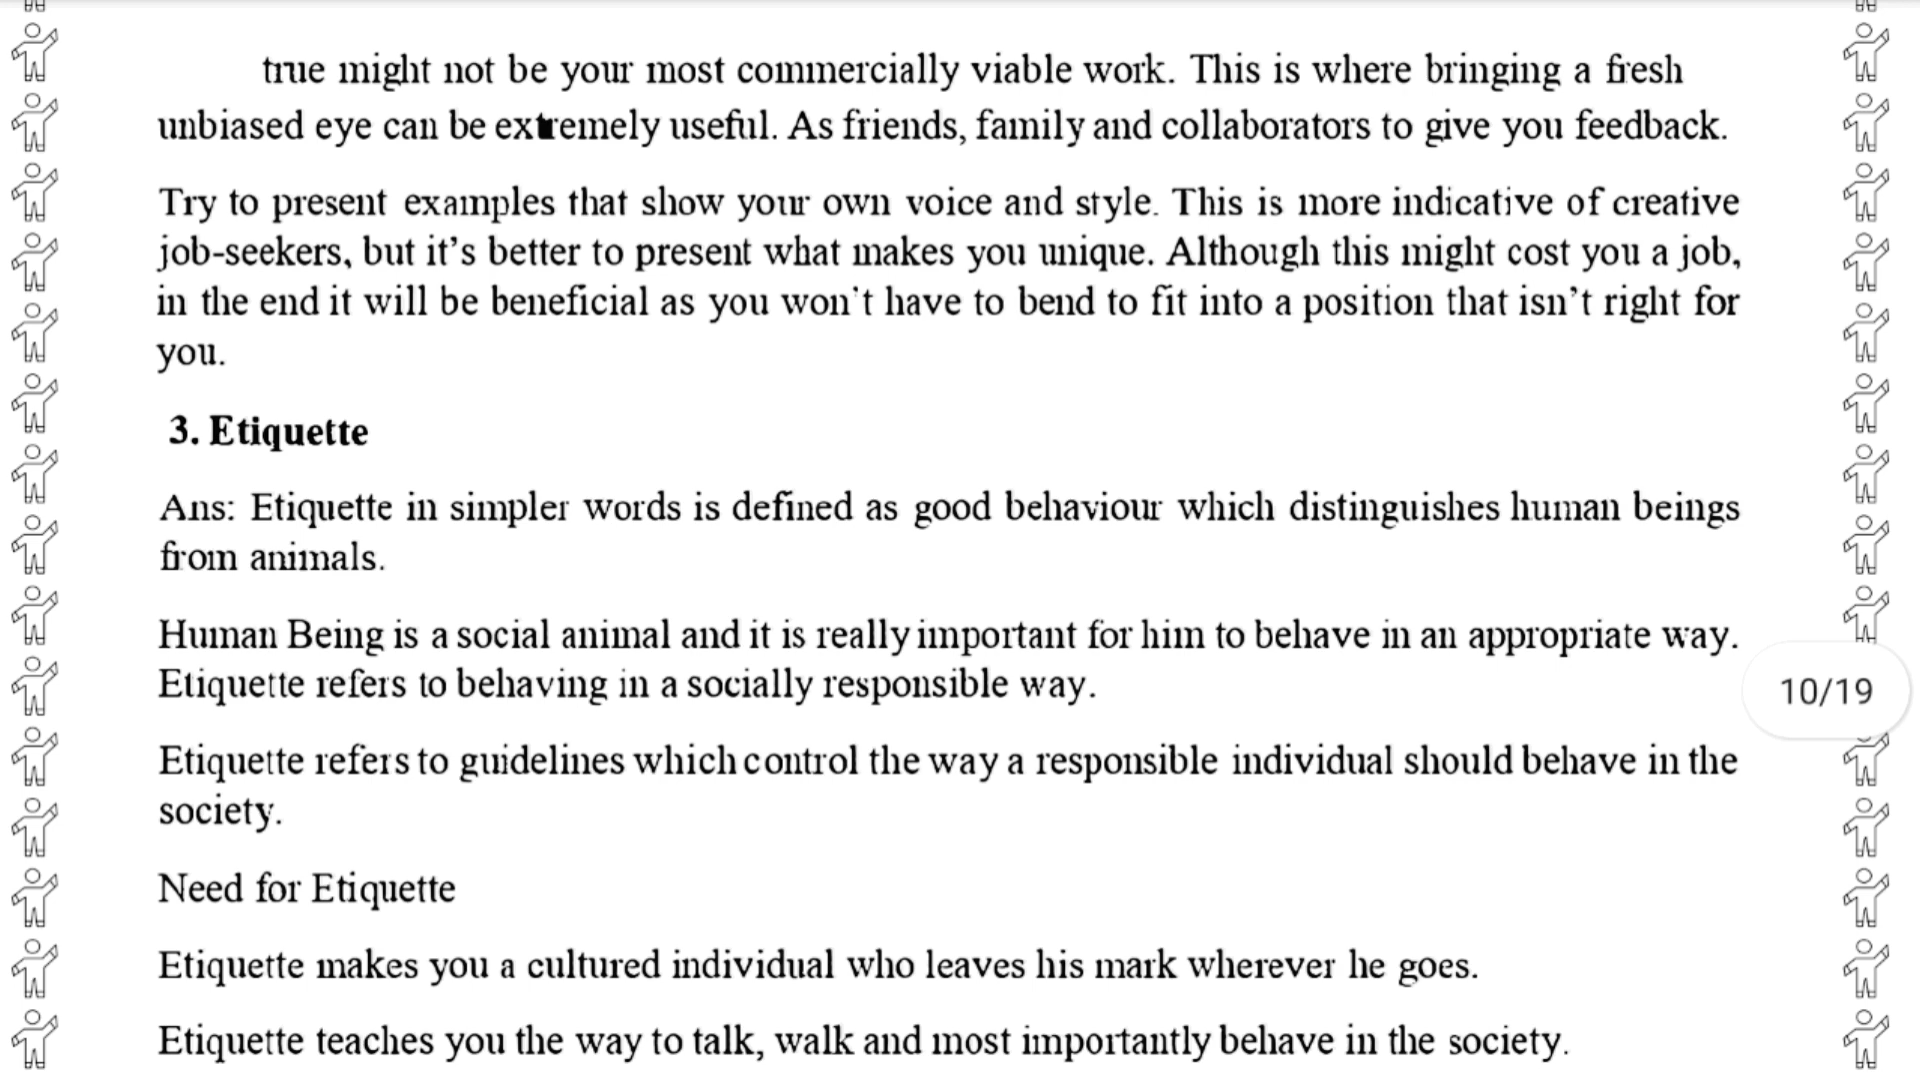 true might not be your most commercially viable work. This is where bringing a fresh
unbiased eye can be extremely useful. As friends, family and collaborators to give you feedback.
Try to present examples that show your own voice and style. This is more indicative of creative
job-seekers, but it’s better to present what makes you unique. Although this might cost you a job,
in the end it will be beneficial as you won’t have to bend to fit into a position that isn’t right for
you.
3. Etiquette
Ans: Etiquette in simpler words is defined as good behaviour which distinguishes human beings
from animals.
Human Being is a social animal and it is really important for him to behave in an appropriate way.
Etiquette refers to behaving in a socially responsible way.
Etiquette refers to guidelines which control the way a responsible individual should behave in the
society.
10/19
Need for Etiquette
Etiquette makes you a cultured individual who leaves his mark wherever he goes.
Etiquette teaches you the way to talk, walk and most importantly behave in the society.